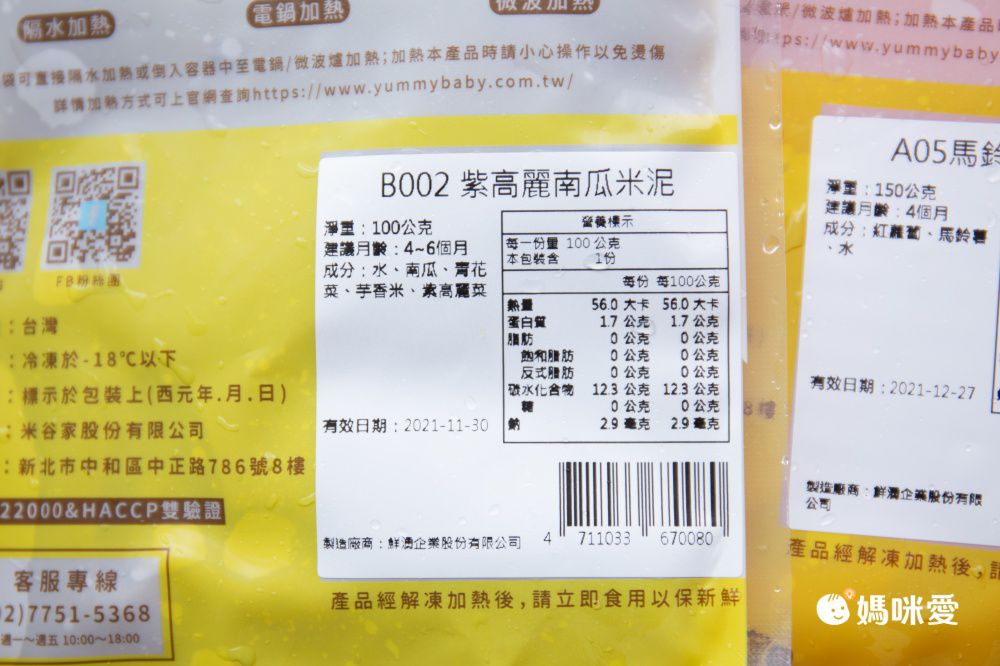 隔水加熱
電鍋加熱
微波加熱
袋可直接隔水加熱或倒入容器中至電鍋/微波爐加熱;加熱本產品時請小心操作以免燙傷
詳情加熱方式可上官網查詢https://www.yummybaby.com.tw/
FB粉絲團
：台灣
：冷凍於-18℃以下
：標示於包裝上(西元年.月.日)
：米谷家股份有限公司
：新北市中和區中正路786號8樓
22000&HACCP雙驗證
客服專線
02)7751-5368
週一～週五 10:00～18:00
B002 紫高麗南瓜米泥
淨重：100公克
建議月齡：4~6個月
成分：水、南瓜、青花
菜、芋香米、紫高麗菜
有效日期：2021-11-30
製造廠商：鮮湧企業股份有限公司
營養標示
每一份量 100 公克
本包裝含 1份
每份 每100公克
熱量 56.0 大卡 56.0 大卡
蛋白質 1.7 公克 1.7 公克
脂肪 0 公克 0 公克
飽和脂肪 0 公克 0 公克
反式脂肪 0 公克 0 公克
碳水化合物 12.3 公克 12.3 公克
糖 0 公克 0 公克
鈉 2.9 毫克 2.9 毫克
4 711033 670080
產品經解凍加熱後,請立即食用以保新鮮
/微波爐加熱;加熱本產品
ps://www.yummybaby
A05馬鈴
淨重：150公克
建議月齡：4個月
成分：紅蘿蔔、馬鈴薯
、水
8樓
有效日期：2021-12-27
製造廠商：鮮湧企業股份有限
公司
產品經解凍加熱後,請
媽咪愛